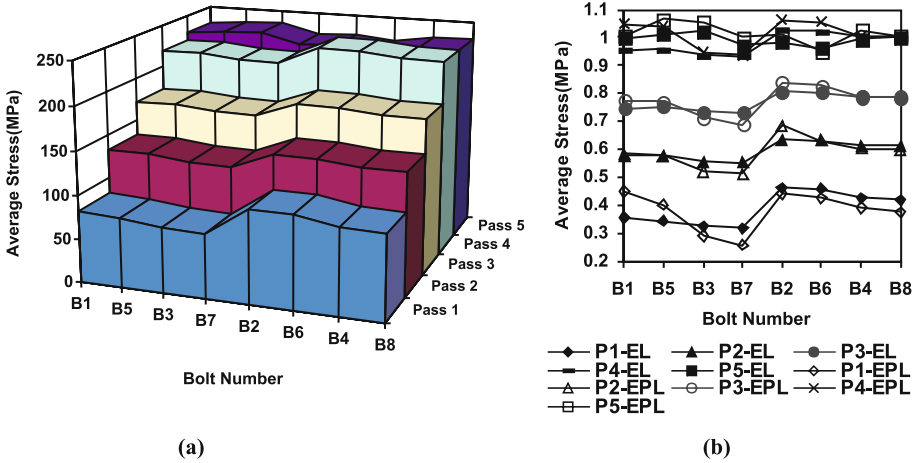 Average Stress(MPa)
250
200
150
100
50
0
B1 B5 B3 B7 B2 B6 B4 B8
Pass 1
Pass 2
Pass 3
Pass 4
Pass 5
Bolt Number
(a)
Average Stress(MPa)
1.1
1
0.9
0.8
0.7
0.6
0.5
0.4
0.3
0.2
B1 B5 B3 B7 B2 B6 B4 B8
Bolt Number
P1-EL P2-EL P3-EL
P4-EL P5-EL P1-EPL
P2-EPL P3-EPL P4-EPL
P5-EPL
(b)